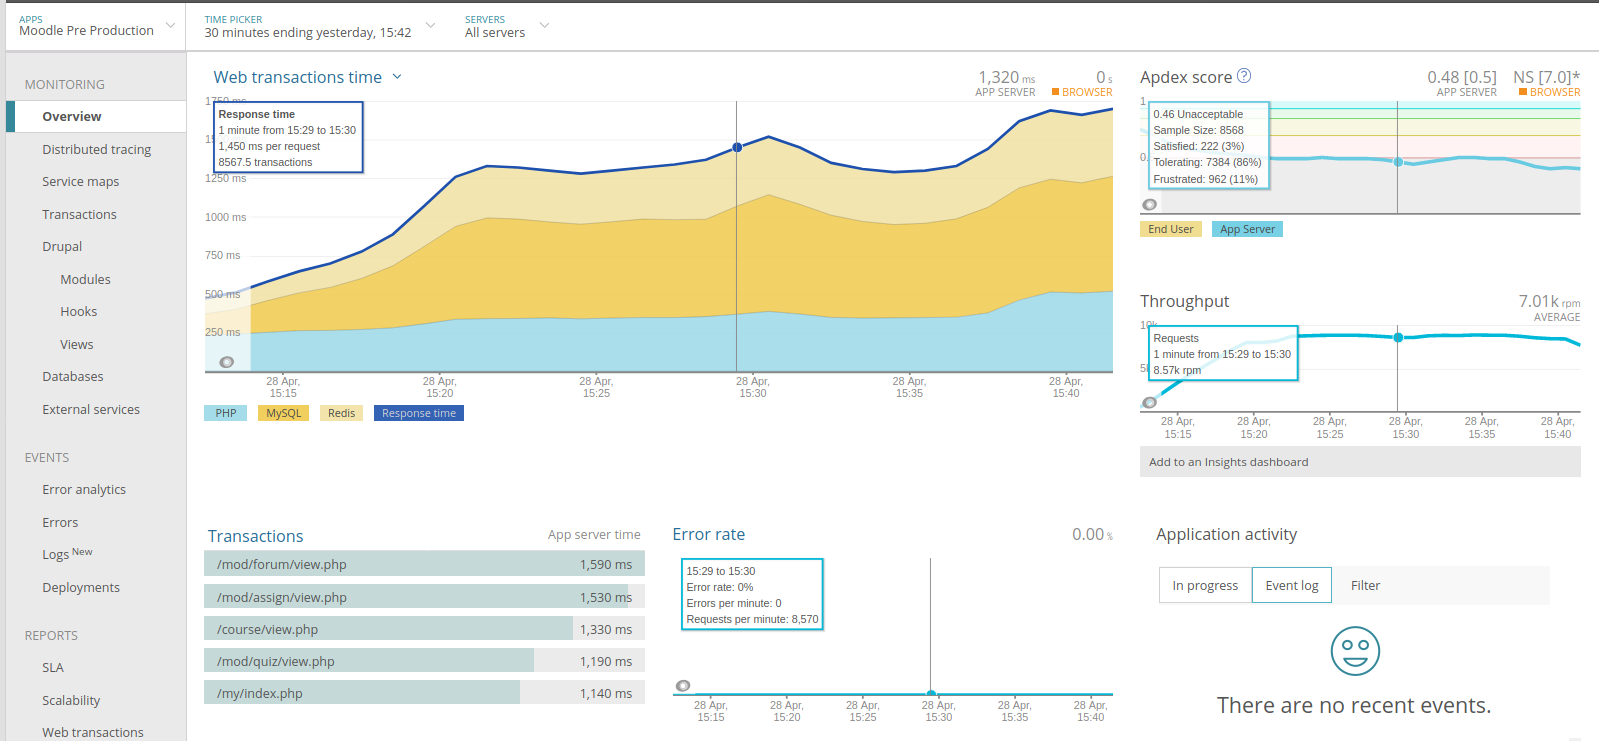 APPS
Moodle Pre Production
TIME PICKER
30 minutes ending yesterday, 15:42
SERVERS
All servers
MONITORING
Overview
Distributed tracing
Service maps
Transactions
Drupal
Modules
Hooks
Views
Databases
External services
EVENTS
Error analytics
Errors
Logs New
Deployments
REPORTS
SLA
Scalability
Web transactions
Web transactions time
1,320 ms
APP SERVER
0 s
BROWSER
1750 ms
Response time
1 minute from 15:29 to 15:30
1,450 ms per request
8567.5 transactions
1250 ms
1000 ms
750 ms
500 ms
250 ms
28 Apr, 15:15
28 Apr, 15:20
28 Apr, 15:25
28 Apr, 15:30
28 Apr, 15:35
28 Apr, 15:40
PHP
MySQL
Redis
Response time
Apdex score ?
0.48 [0.5]
APP SERVER
NS [7.0]*
BROWSER
1
0.46 Unacceptable
Sample Size: 8568
Satisfied: 222 (3%)
Tolerating: 7384 (86%)
Frustrated: 962 (11%)
End User
App Server
Throughput
7.01k rpm
AVERAGE
10k
Requests
1 minute from 15:29 to 15:30
8.57k rpm
28 Apr, 15:15
28 Apr, 15:20
28 Apr, 15:25
28 Apr, 15:30
28 Apr, 15:35
28 Apr, 15:40
Add to an Insights dashboard
Transactions
App server time
/mod/forum/view.php 1,590 ms
/mod/assign/view.php 1,530 ms
/course/view.php 1,330 ms
/mod/quiz/view.php 1,190 ms
/my/index.php 1,140 ms
Error rate
0.00 %
15:29 to 15:30
Error rate: 0%
Errors per minute: 0
Requests per minute: 8,570
28 Apr, 15:15
28 Apr, 15:20
28 Apr, 15:25
28 Apr, 15:30
28 Apr, 15:35
28 Apr, 15:40
Application activity
In progress
Event log
Filter
There are no recent events.